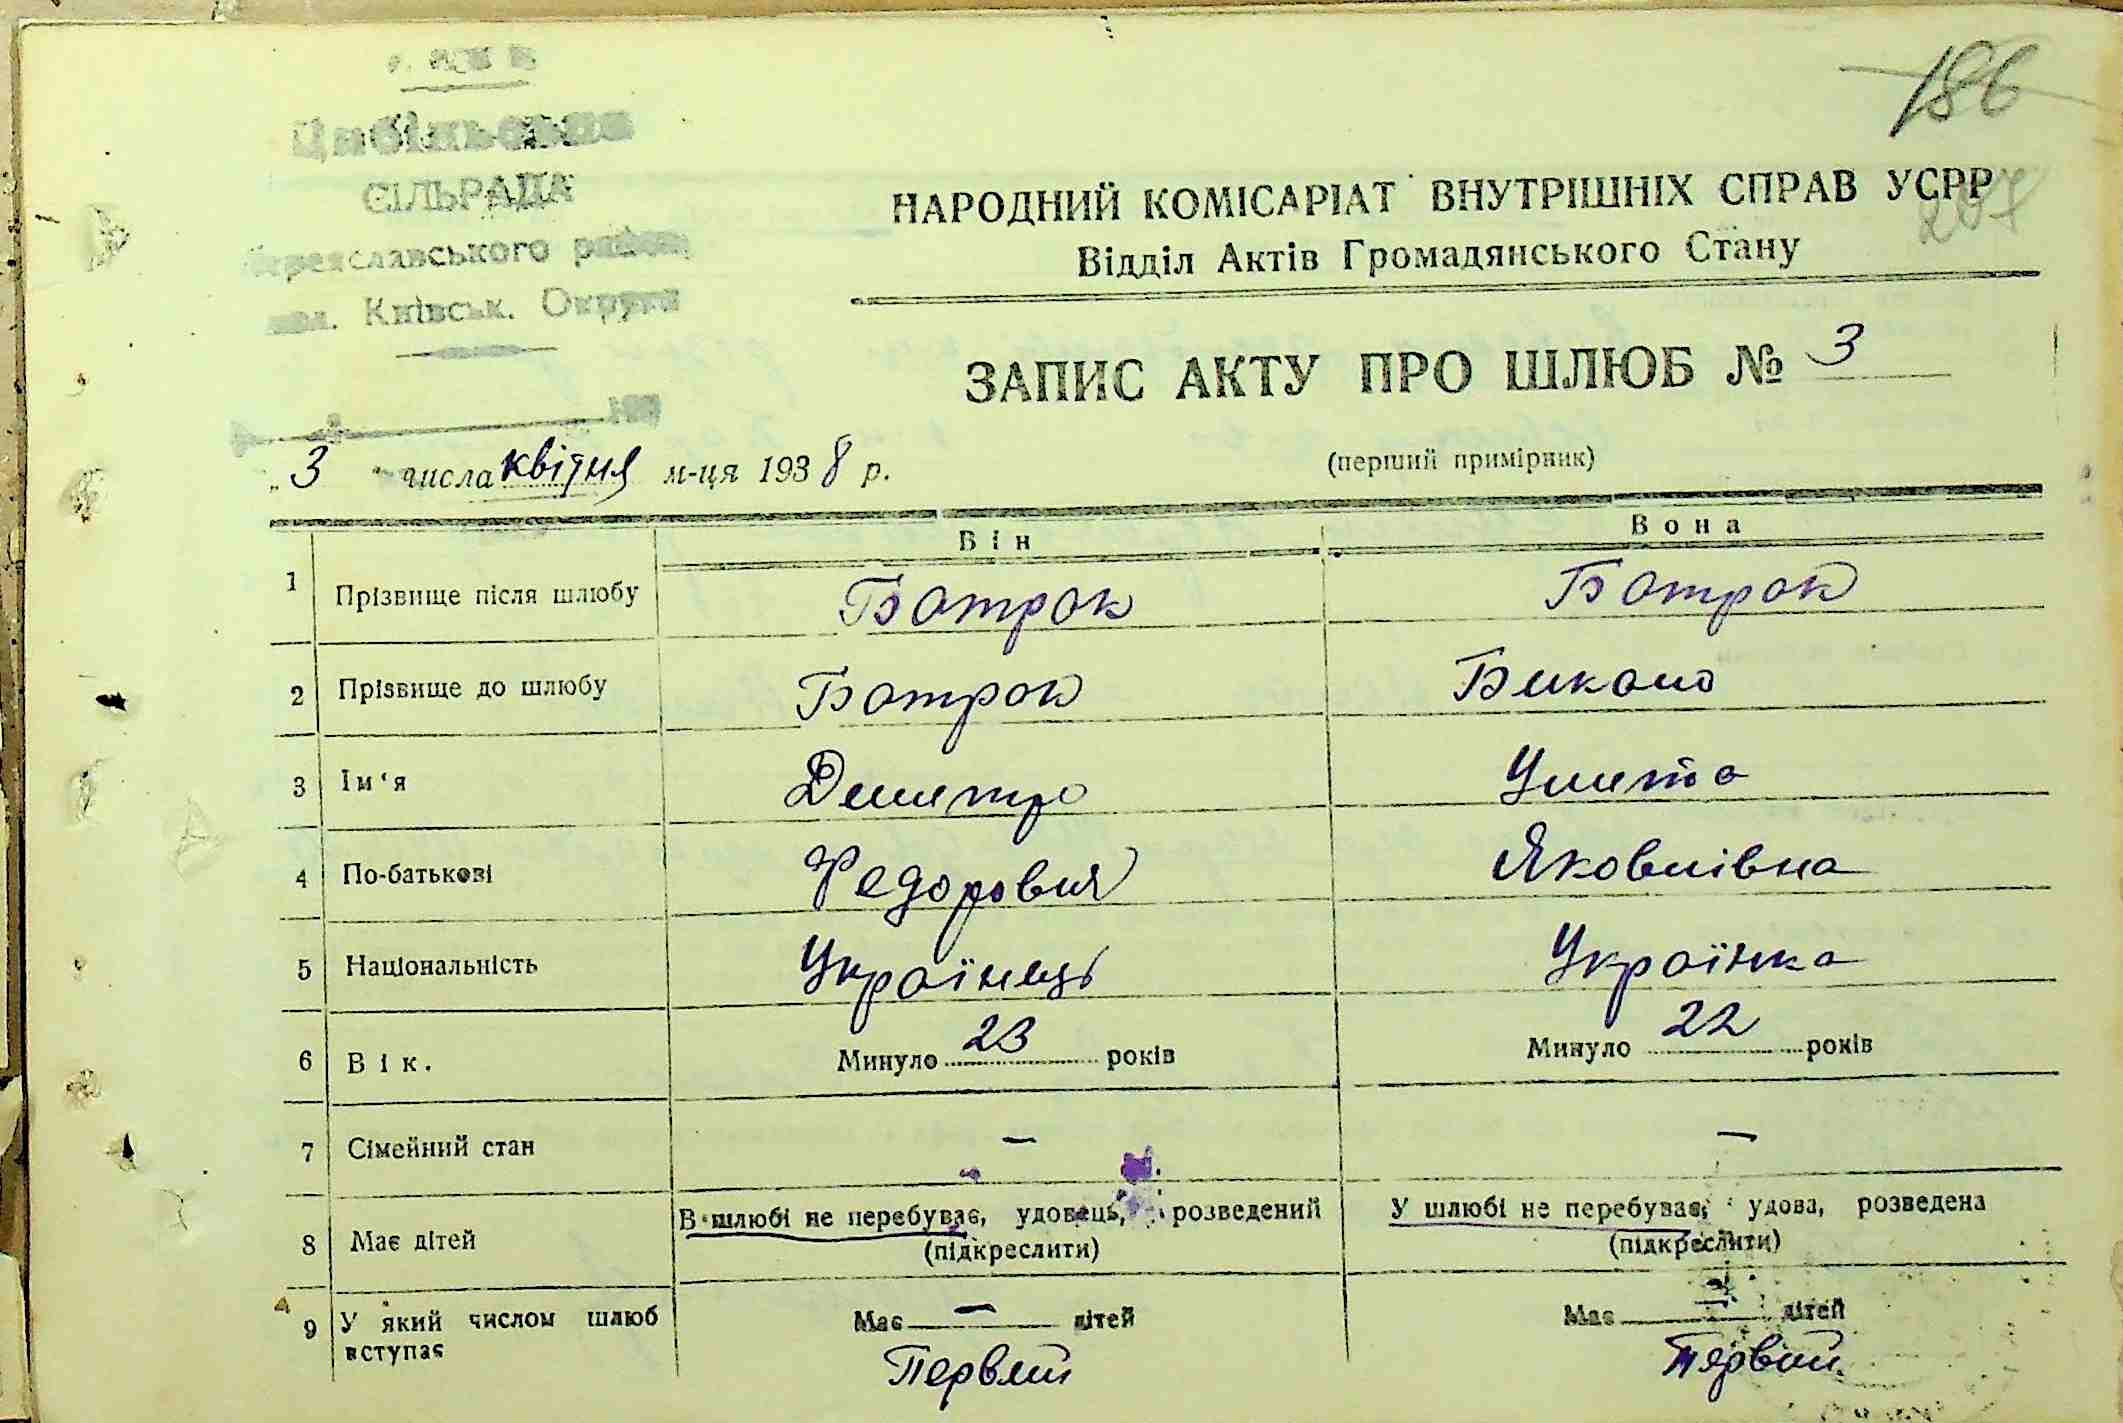 186
СІЛЬРАДА
Переяславського району
Київськ. Округи
НАРОДНИЙ КОМІСАРІАТ ВНУТРІШНІХ СПРАВ УСРР
207
Відділ Актів Громадянського Стану
ЗАПИС АКТУ ПРО ШЛЮБ № 3
(перший примірник)
„3“ числа квітня м-ця 1938 р.
Він Вона
1 Прізвище після шлюбу Батрак Батрак
2 Прізвище до шлюбу Батрак
3 Ім‘я Дмитро Улита
4 По-батькові Федорович Яковлівна
5 Національність Українець Українка
6 Вік. Минуло 23 років Минуло 22 років
7 Сімейний стан — —
8 Має дітей В шлюбі не перебуває, удовець, розведений У шлюбі не перебуває, удова, розведена
(підкреслити) (підкреслити)
9 У який числом шлюб вступає Має — дітей Має — дітей
Первий Первий